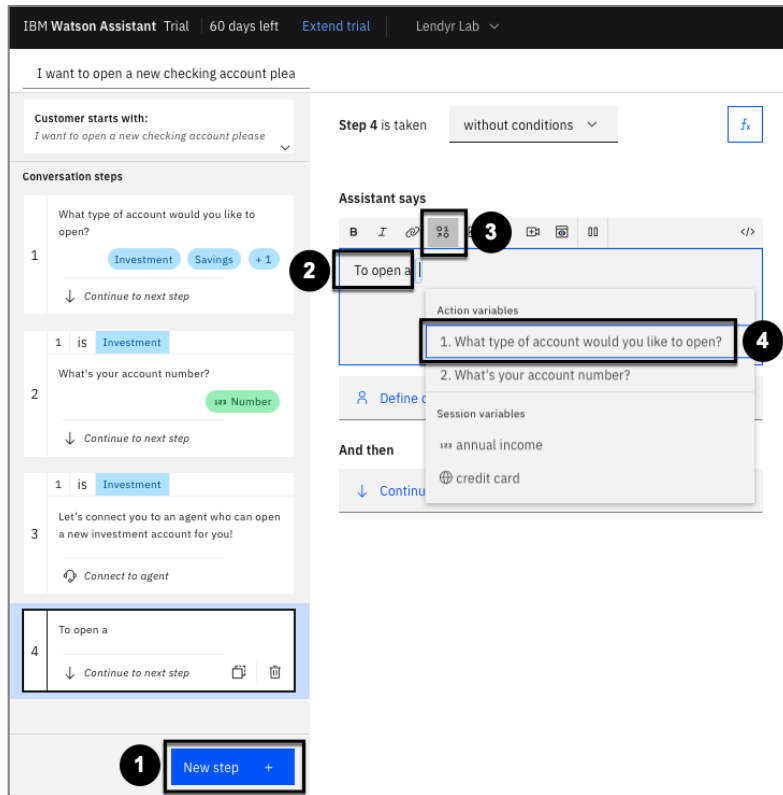 IBM Watson Assistant Trial 60 days left Extend trial Lendyr Lab
I want to open a new checking account plea
Customer starts with:
I want to open a new checking account please
Conversation steps
1
What type of account would you like to
open?
Investment Savings + 1
Continue to next step
2
1 is Investment
What's your account number?
123 Number
Continue to next step
3
1 is Investment
Let's connect you to an agent who can open
a new investment account for you!
Connect to agent
4
To open a
Continue to next step
1
New step +
Step 4 is taken without conditions
fx
Assistant says
B I 3 </>
2
To open a
Action variables
1. What type of account would you like to open?
4
2. What's your account number?
Session variables
123 annual income
credit card
Define
And then
Continu